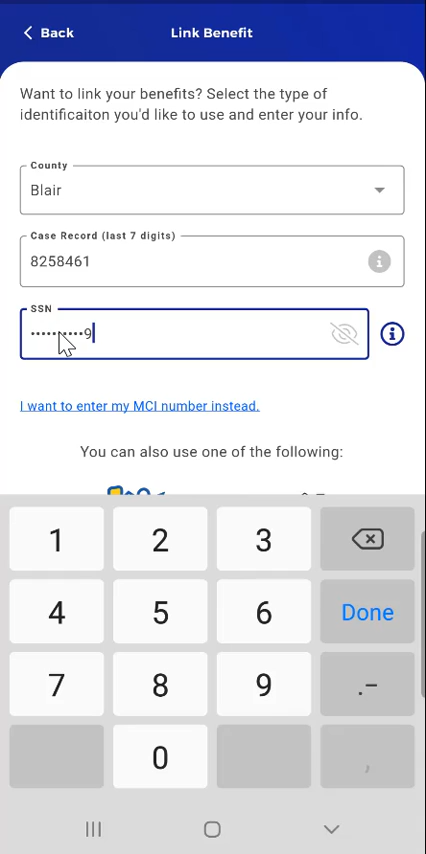 Back
Link Benefit
Want to link your benefits? Select the type of
identificaiton you'd like to use and enter your info.
County
Blair
Case Record (last 7 digits)
8258461
SSN
••••••••••9
I want to enter my MCI number instead.
You can also use one of the following:
1 2 3
4 5 6 Done
7 8 9 .-
0 ,